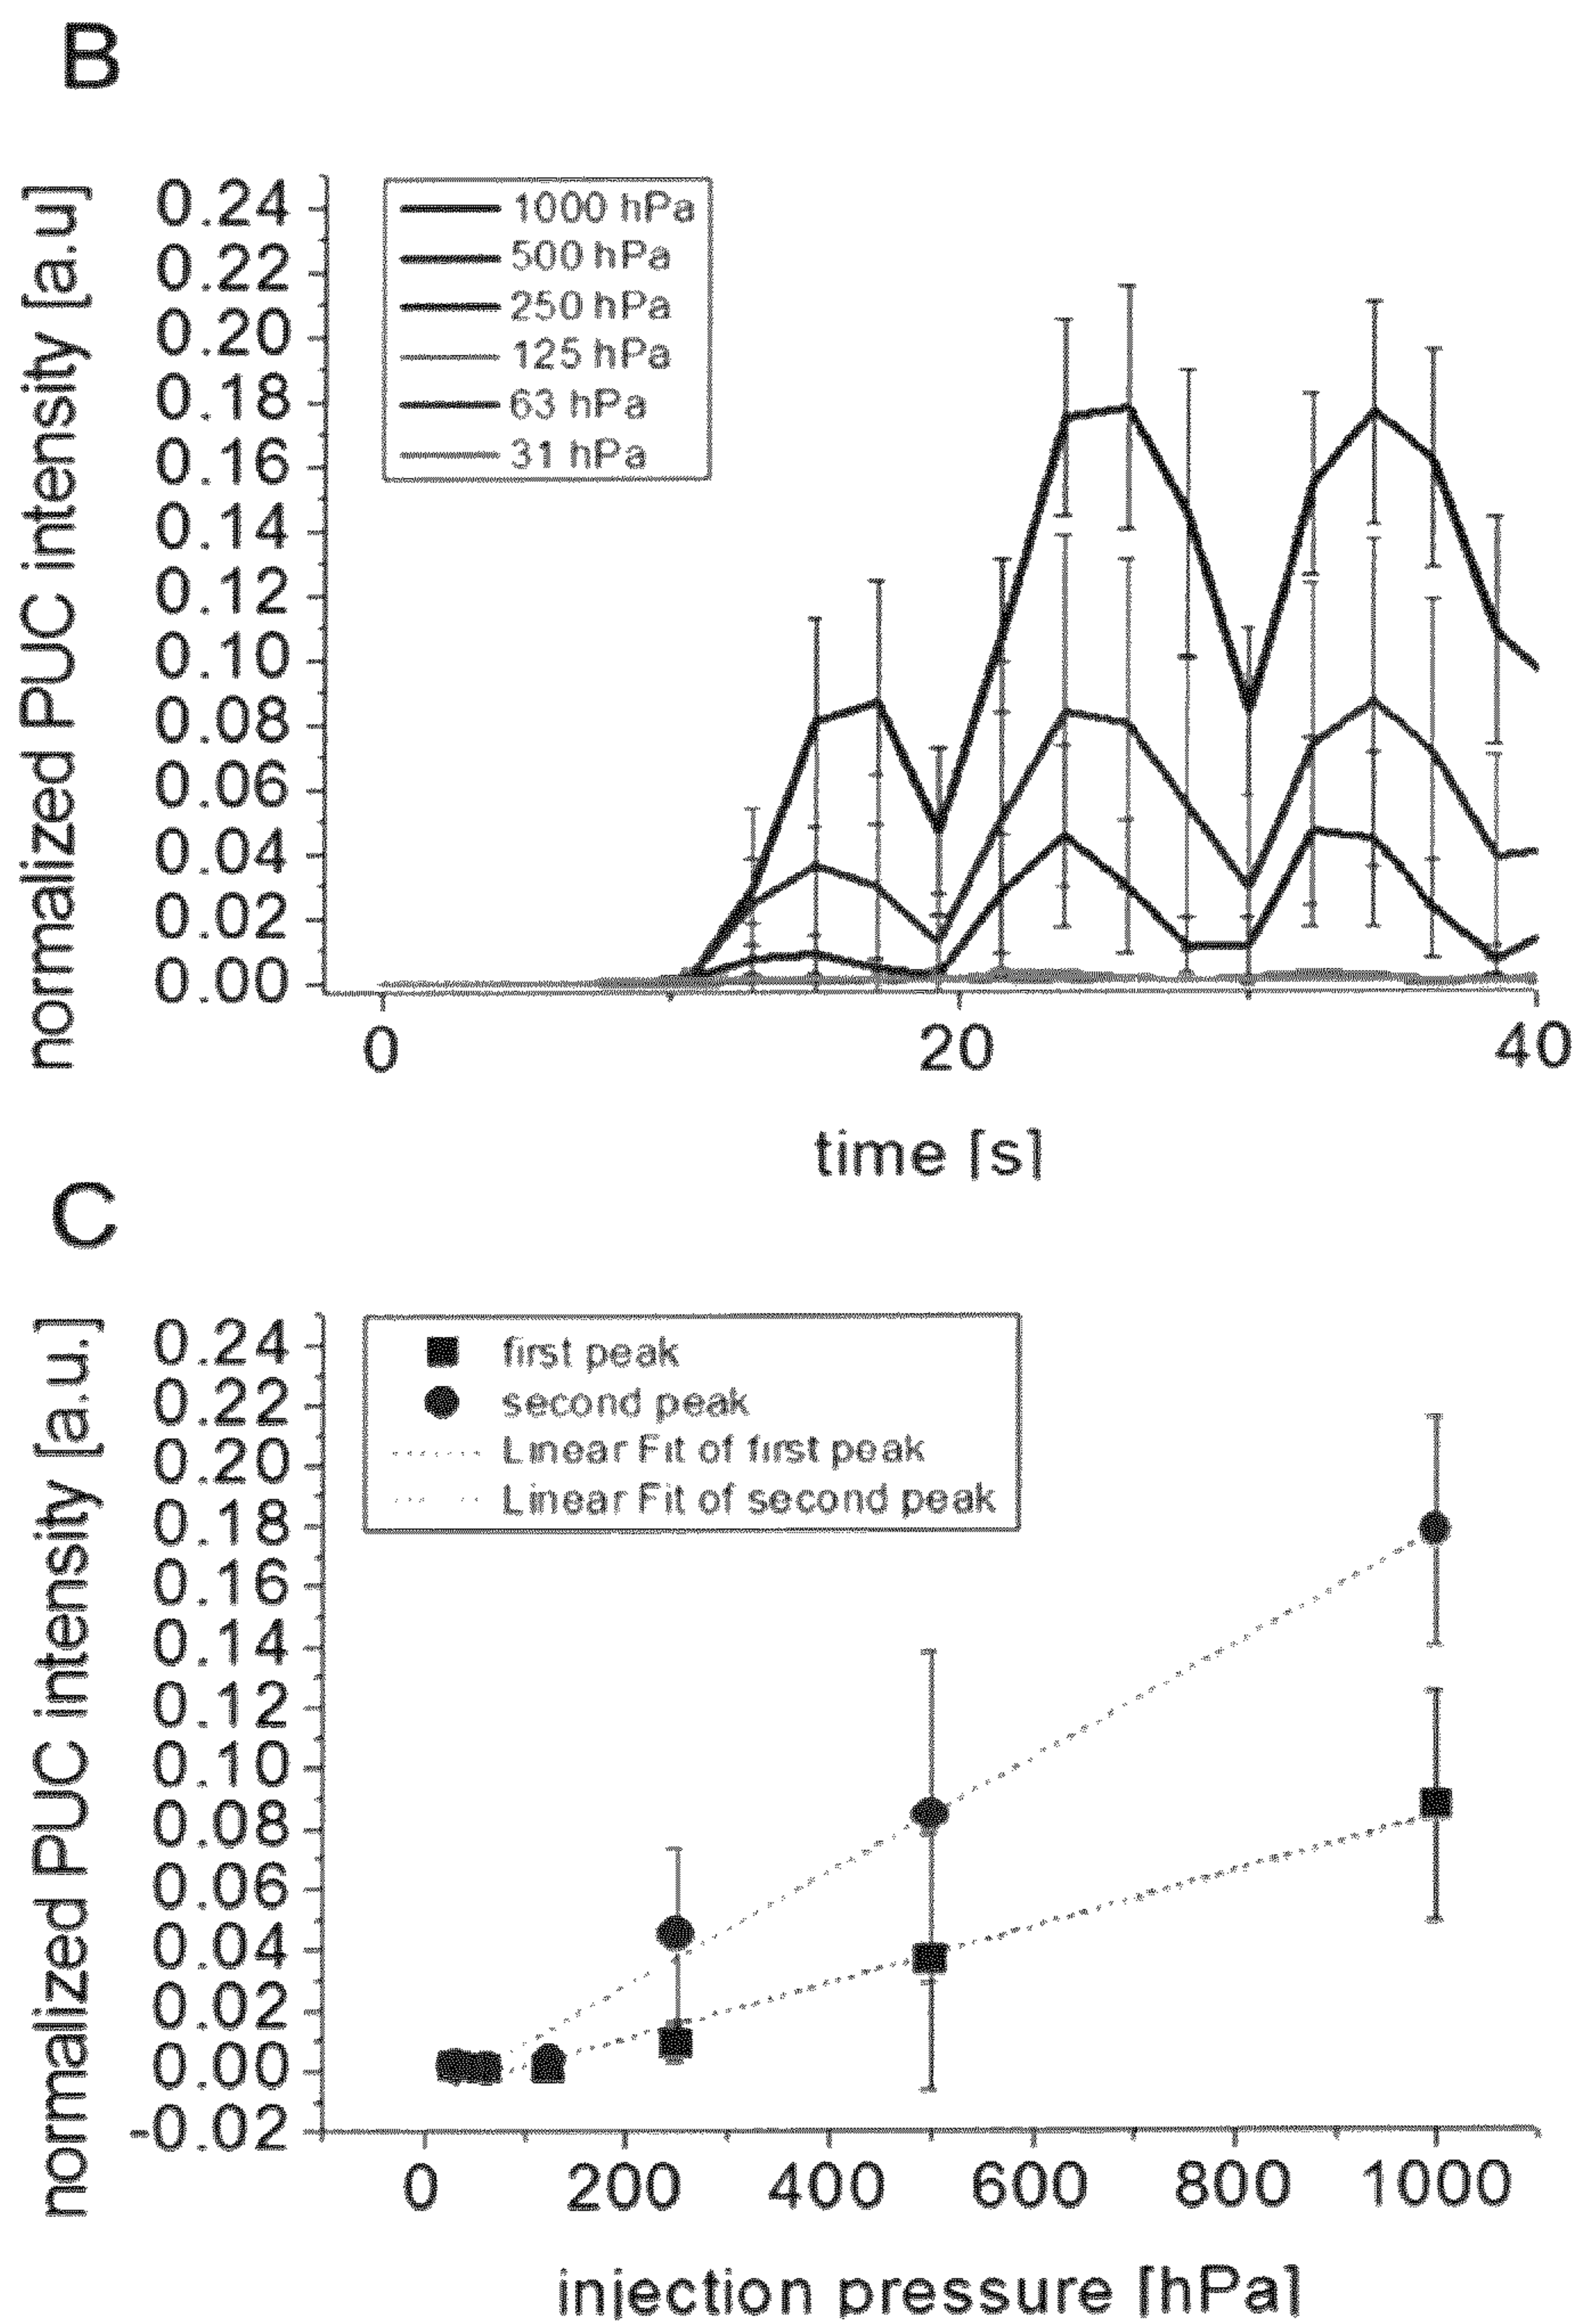 B
normalized PUC intensity [a.u]
0.24
0.22
0.20
0.18
0.16
0.14
0.12
0.10
0.08
0.06
0.04
0.02
0.00
1000 hPa
500 hPa
250 hPa
125 hPa
63 hPa
31 hPa
0 20 40
time [s]
C
normalized PUC intensity [a.u.]
0.24
0.22
0.20
0.18
0.16
0.14
0.12
0.10
0.08
0.06
0.04
0.02
0.00
-0.02
first peak
second peak
Linear Fit of first peak
Linear Fit of second peak
0 200 400 600 800 1000
injection pressure [hPa]